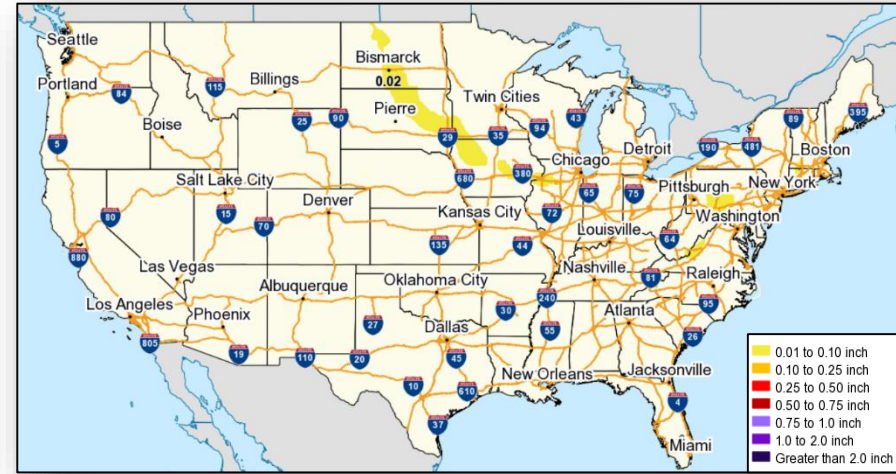 Seattle
Portland
84
115
Billings
Bismarck
0.02
Pierre
Twin Cities
43
94
35
29
90
25
Boise
5
Salt Lake City
15
80
880
Las Vegas
Los Angeles
805
Phoenix
19
Albuquerque
110
70
Denver
135
Kansas City
680
380
Chicago
65
72
44
Oklahoma City
27
20
Dallas
30
45
10
610
37
240
55
New Orleans
Nashville
Louisville
75
Detroit
190
481
89
395
Boston
New York
Pittsburgh
Washington
64
81
Raleigh
95
26
Atlanta
Jacksonville
4
Miami
0.01 to 0.10 inch
0.10 to 0.25 inch
0.25 to 0.50 inch
0.50 to 0.75 inch
0.75 to 1.0 inch
1.0 to 2.0 inch
Greater than 2.0 inch